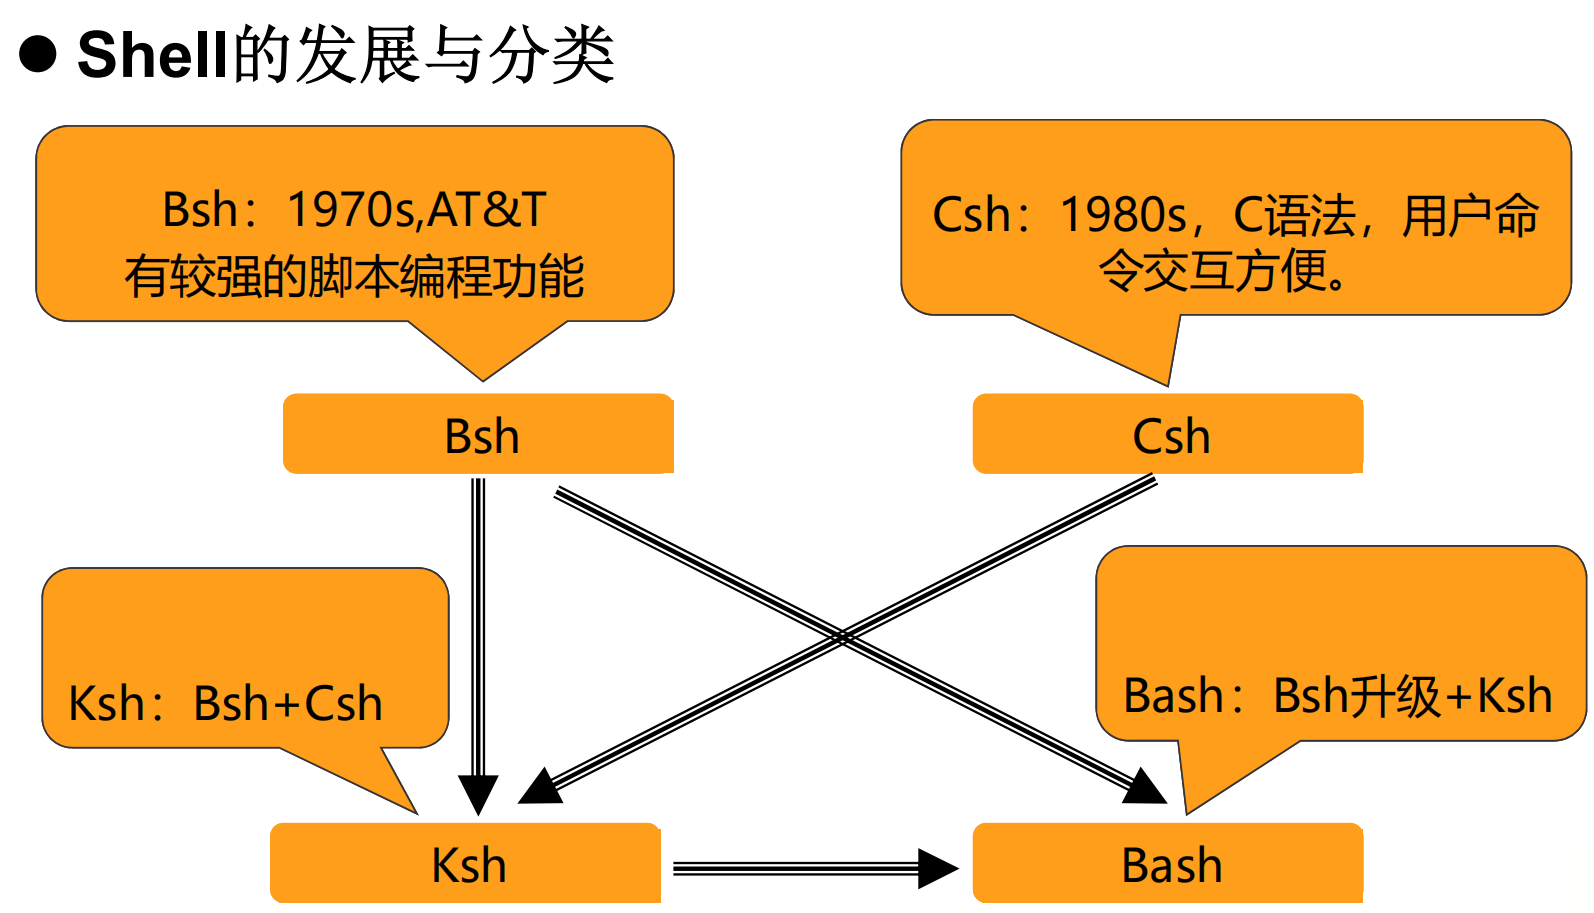 ● Shell的发展与分类
Bsh：1970s,AT&T
有较强的脚本编程功能
Csh：1980s，C语法，用户命
令交互方便。
Bsh
Csh
Ksh：Bsh+Csh
Bash：Bsh升级+Ksh
Ksh
Bash